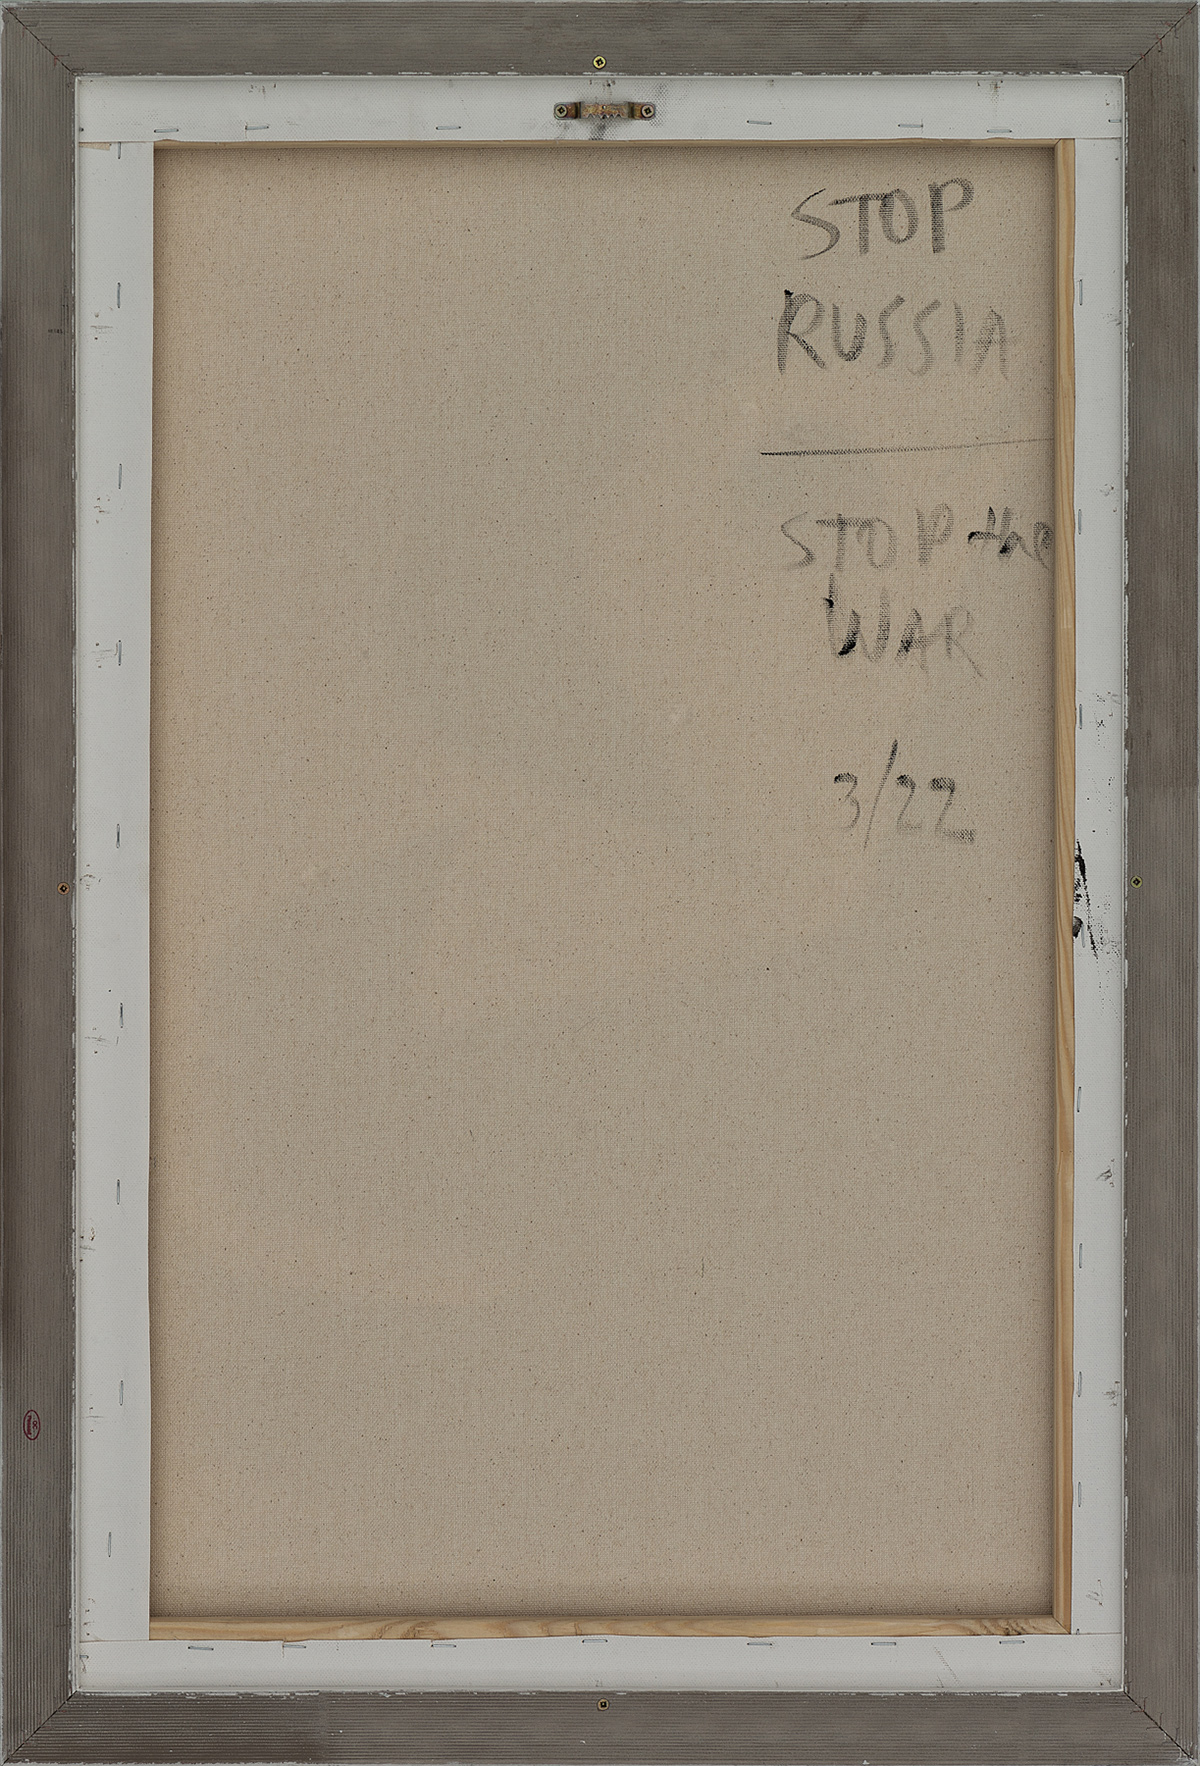 STOP
RUSSIA
STOP the
WAR
3/22